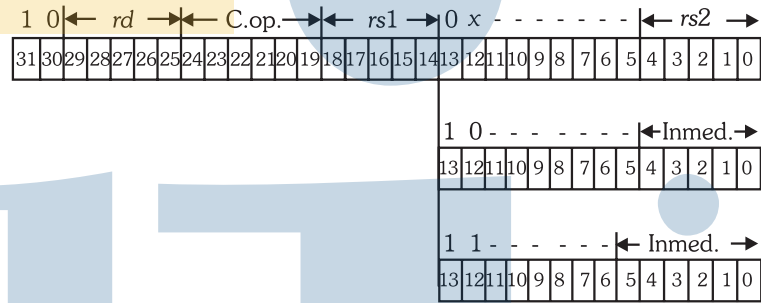 1 0 rd C.op. rs1 0 x - - - - - - - rs2
31 30 29 28 27 26 25 24 23 22 21 20 19 18 17 16 15 14 13 12 11 10 9 8 7 6 5 4 3 2 1 0
1 0 - - - - - - - Inmed.
13 12 11 10 9 8 7 6 5 4 3 2 1 0
1 1 - - - - - - Inmed.
13 12 11 10 9 8 7 6 5 4 3 2 1 0